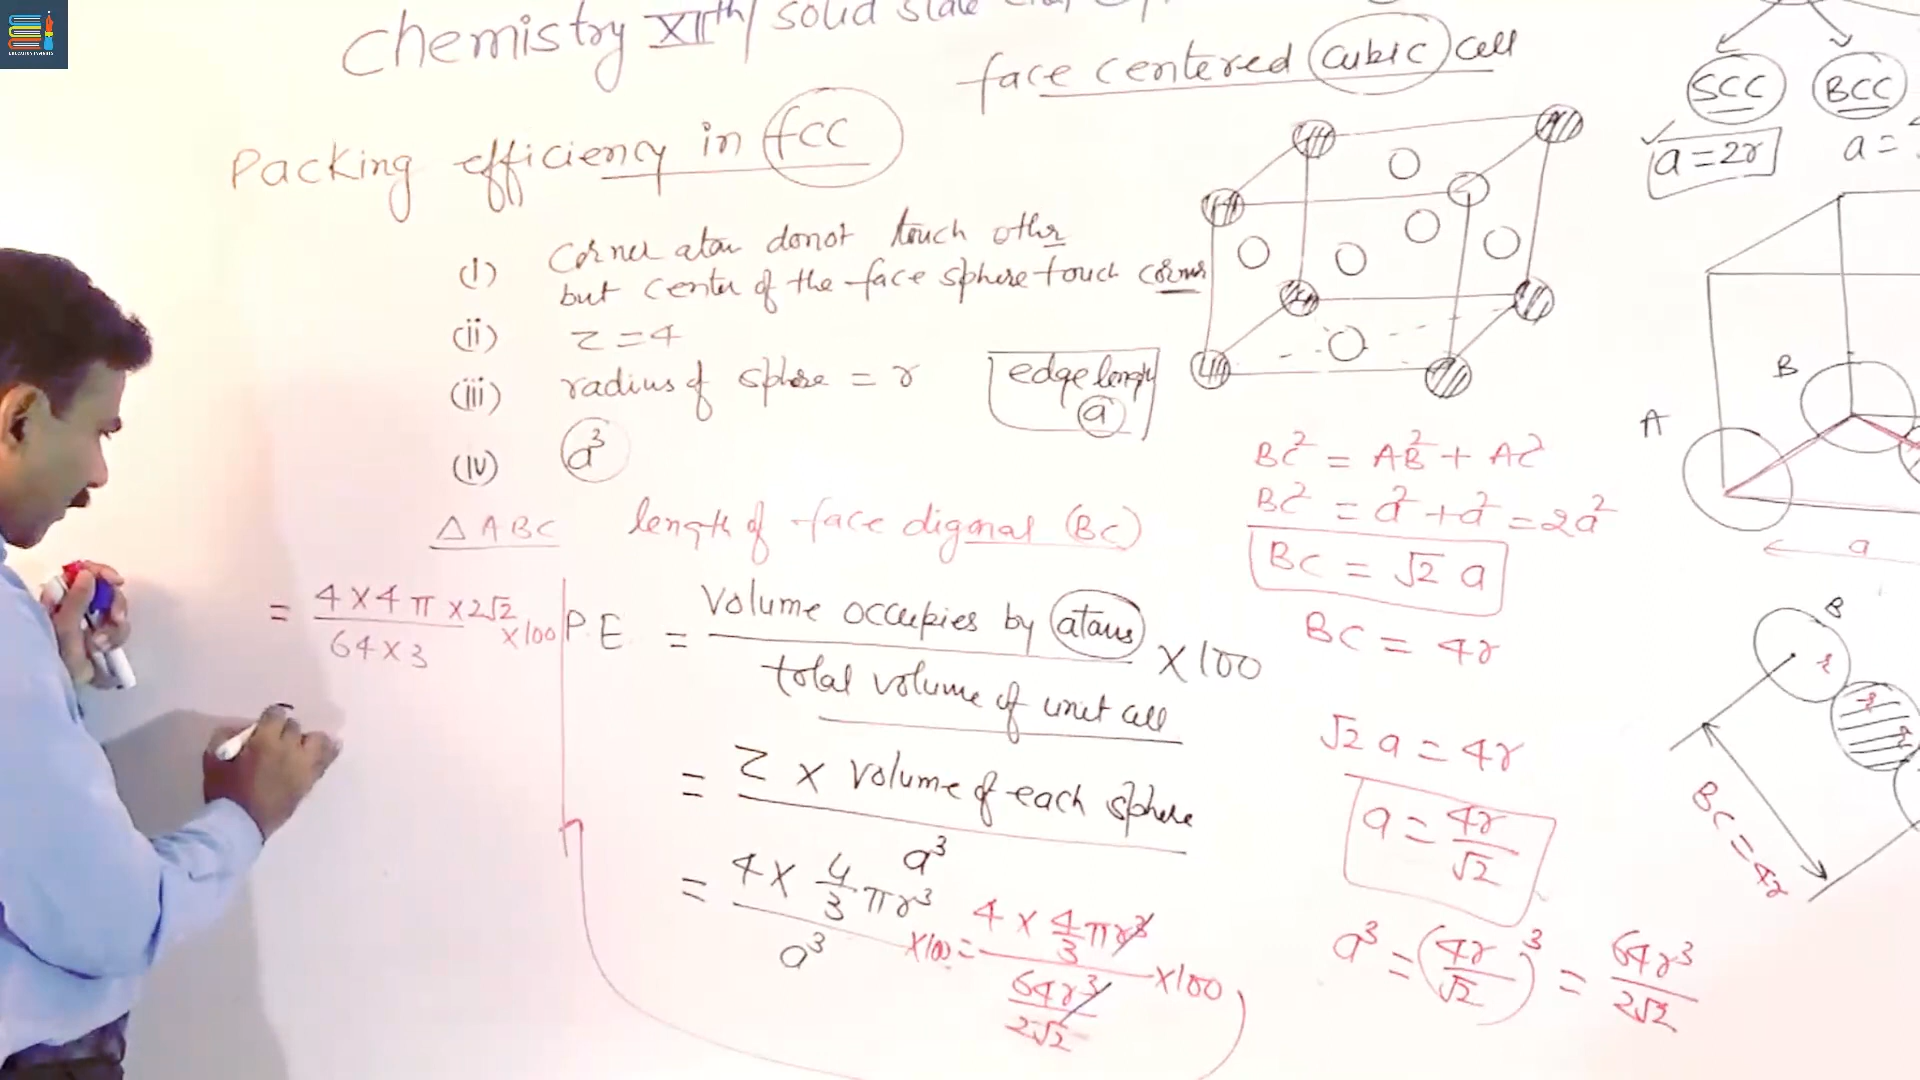 Chemistry XIIth / Solid State
face centered cubic cell
SCC
BCC
a = 2r
a =
Packing efficiency in fcc
(i) Corner atom donot touch othr
but center of the face sphere touch corner
(ii) Z = 4
(iii) radius of sphere = r
edge length
a
(iv) a³
△ ABC length of face digonal (BC)
BC² = AB² + AC²
BC² = a² + a² = 2a²
BC = √2 a
BC = 4r
√2 a = 4r
a = 4r/√2
a³ = (4r/√2)³ = 64r³/2√2
= 4×4π×2√2 / 64×3 ×100
P.E = Volume occupies by atoms / total volume of unit cell ×100
= Z × volume of each sphere / a³
= 4 × 4/3 πr³ / a³ ×100 = 4 × 4/3 πr³ / 64r³/2√2 ×100
A
B
a
B
r
r
r
BC = 4r